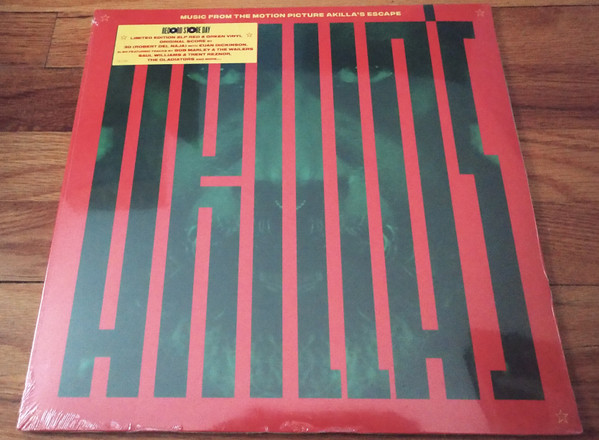 MUSIC FROM THE MOTION PICTURE AKILLA'S ESCAPE
RECORD STORE DAY
LIMITED EDITION 2LP RED & GREEN VINYL
ORIGINAL SCORE BY
3D (ROBERT DEL NAJA) WITH EUAN DICKINSON.
ALSO FEATURING TRACKS BY BOB MARLEY & THE WAILERS
SAUL WILLIAMS & TRENT REZNOR,
THE GLADIATORS AND MORE...
AKILLA'S